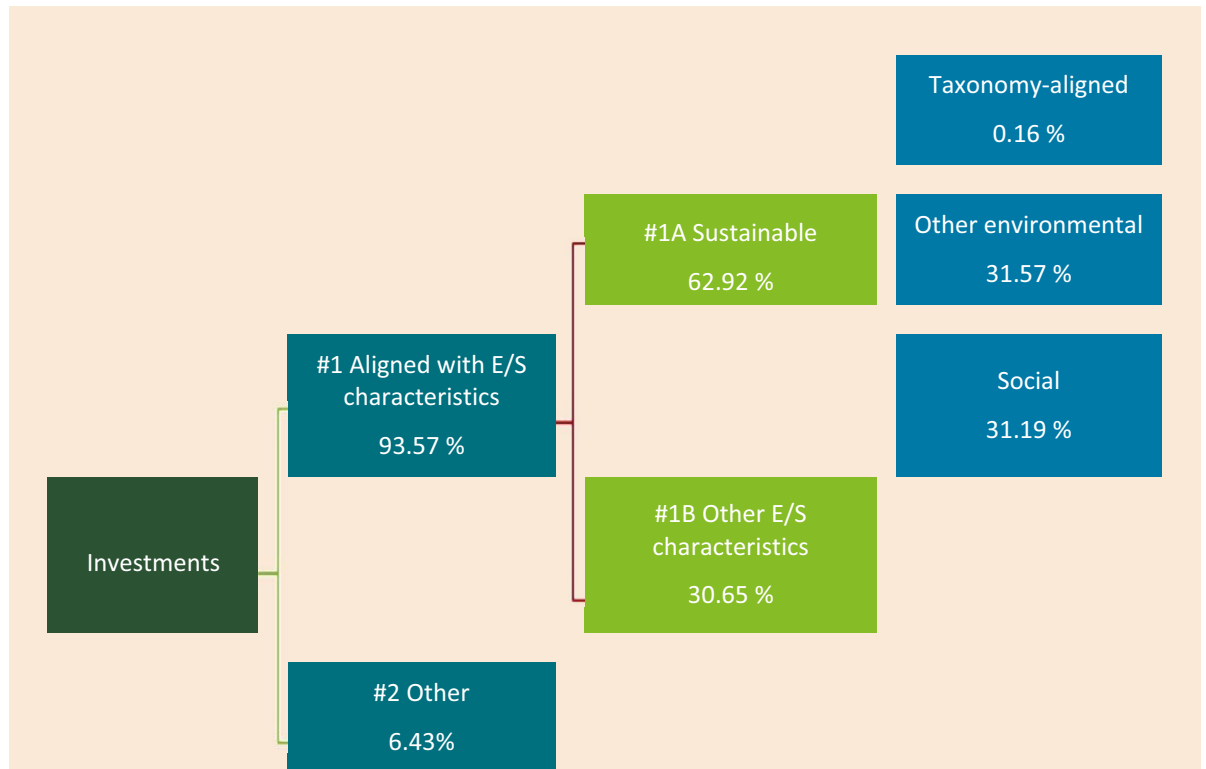 Taxonomy-aligned
0.16 %
#1A Sustainable
62.92 %
Other environmental
31.57 %
#1 Aligned with E/S
characteristics
93.57 %
Social
31.19 %
Investments
#1B Other E/S
characteristics
30.65 %
#2 Other
6.43%